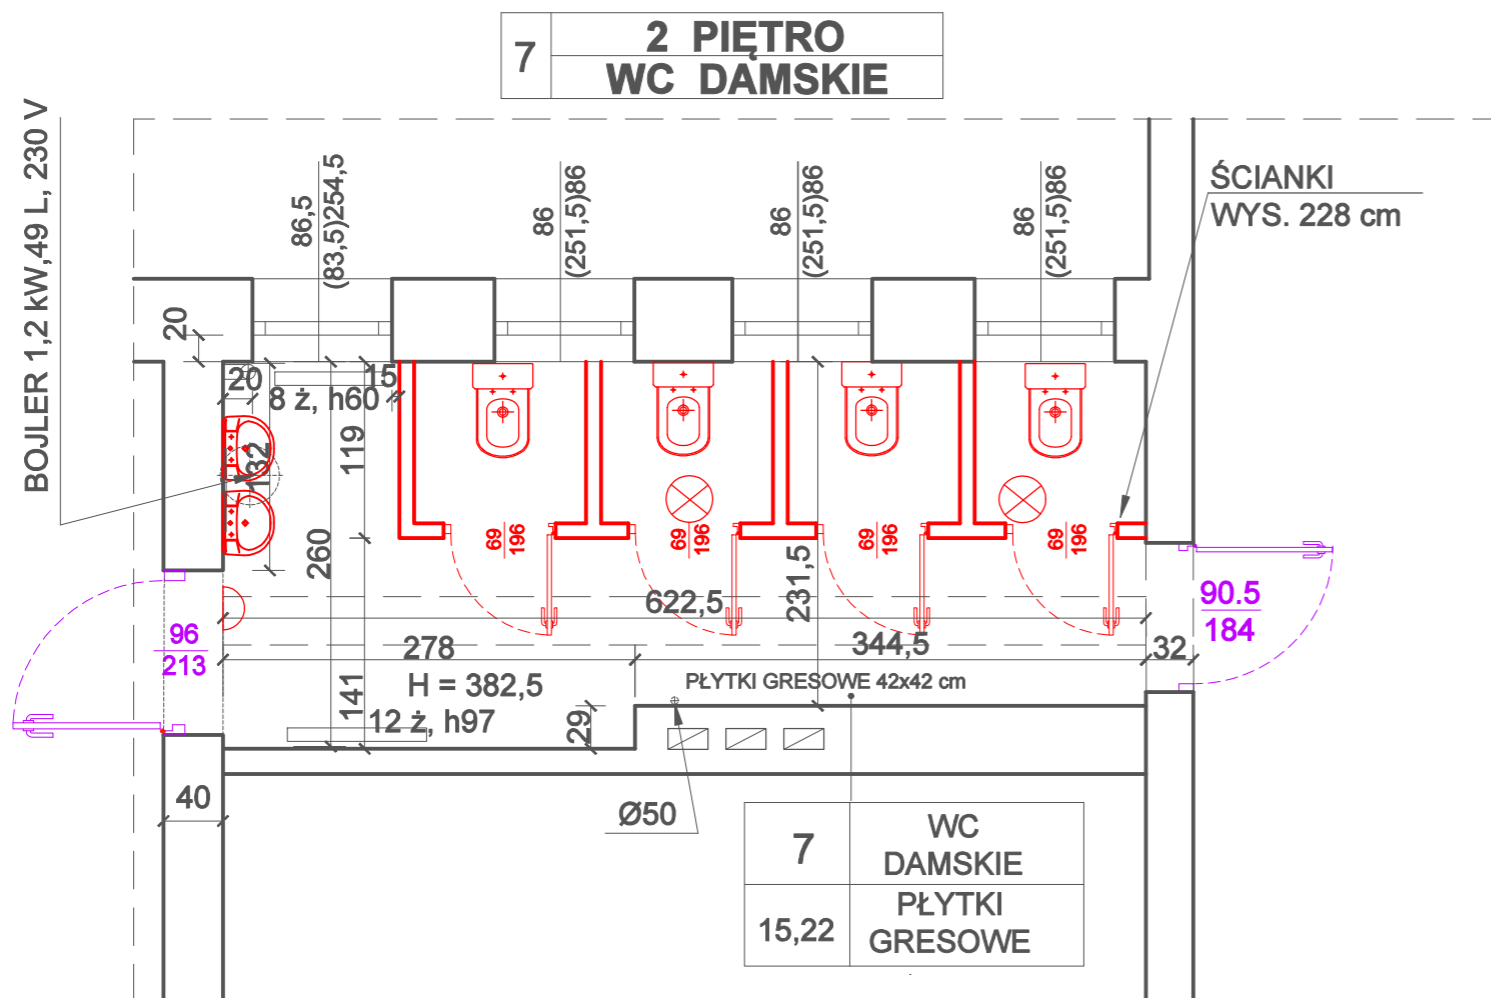 7
2 PIĘTRO
WC DAMSKIE
BOJLER 1,2 kW,49 L, 230 V
86,5
(83,5)254,5
86
(251,5)86
86
(251,5)86
86
(251,5)86
ŚCIANKI
WYS. 228 cm
20
20
15
8 ż, h60
119
132
260
69
196
69
196
69
196
69
196
231,5
622,5
96
213
90.5
184
278
344,5
32
H = 382,5
PŁYTKI GRESOWE 42x42 cm
141
12 ż, h97
29
40
Ø50
7
WC
DAMSKIE
15,22
PŁYTKI
GRESOWE